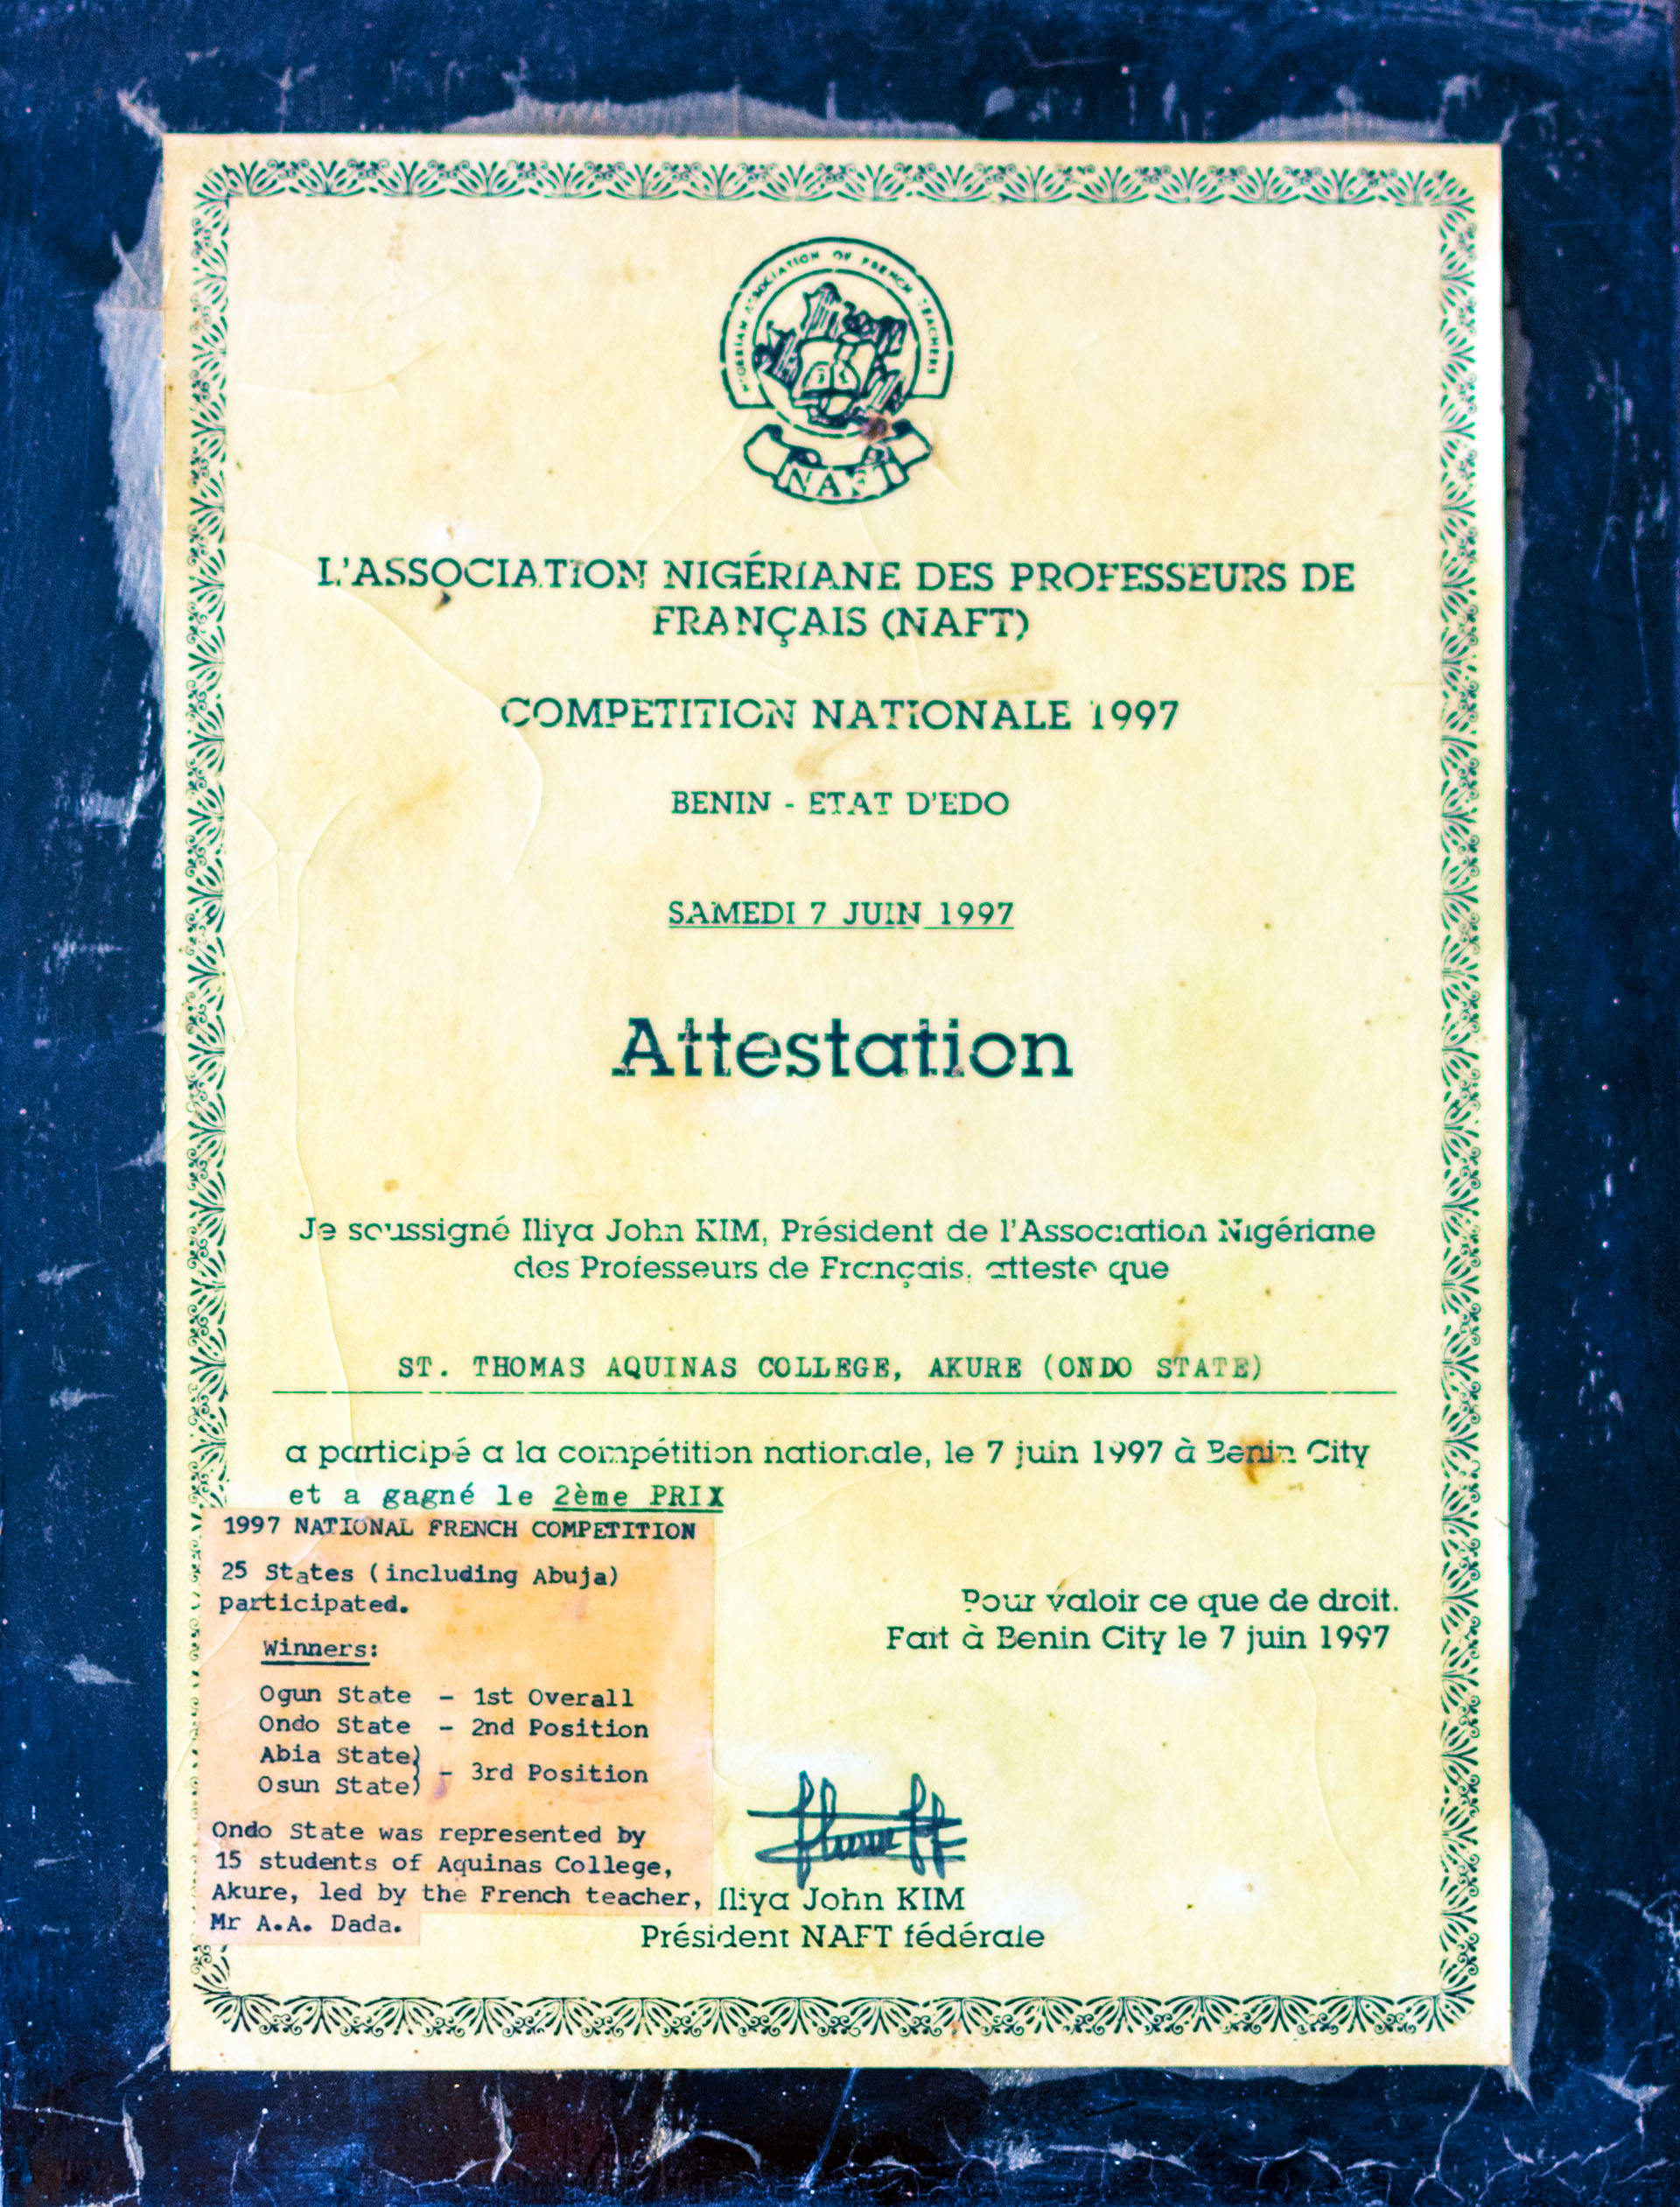 NIGERIAN ASSOCIATION OF FRENCH TEACHERS
NAFT
L'ASSOCIATION NIGÉRIANE DES PROFESSEURS DE
FRANÇAIS (NAFT)
COMPETITION NATIONALE 1997
BENIN - ETAT D'EDO
SAMEDI 7 JUIN 1997
Attestation
Je soussigné Iliya John KIM, Président de l'Association Nigériane
des Professeurs de Français, atteste que
ST. THOMAS AQUINAS COLLEGE, AKURE (ONDO STATE)
a participé a la compétition nationale, le 7 juin 1997 à Benin City
et a gagné le 2ème PRIX
1997 NATIONAL FRENCH COMPETITION
25 States (including Abuja)
participated.
Winners:
Ogun State - 1st Overall
Ondo State - 2nd Position
Abia State)
Osun State) - 3rd Position
Ondo State was represented by
15 students of Aquinas College,
Akure, led by the French teacher,
Mr A.A. Dada.
Pour valoir ce que de droit.
Fait à Benin City le 7 juin 1997
Iliya John KIM
Président NAFT fédérale